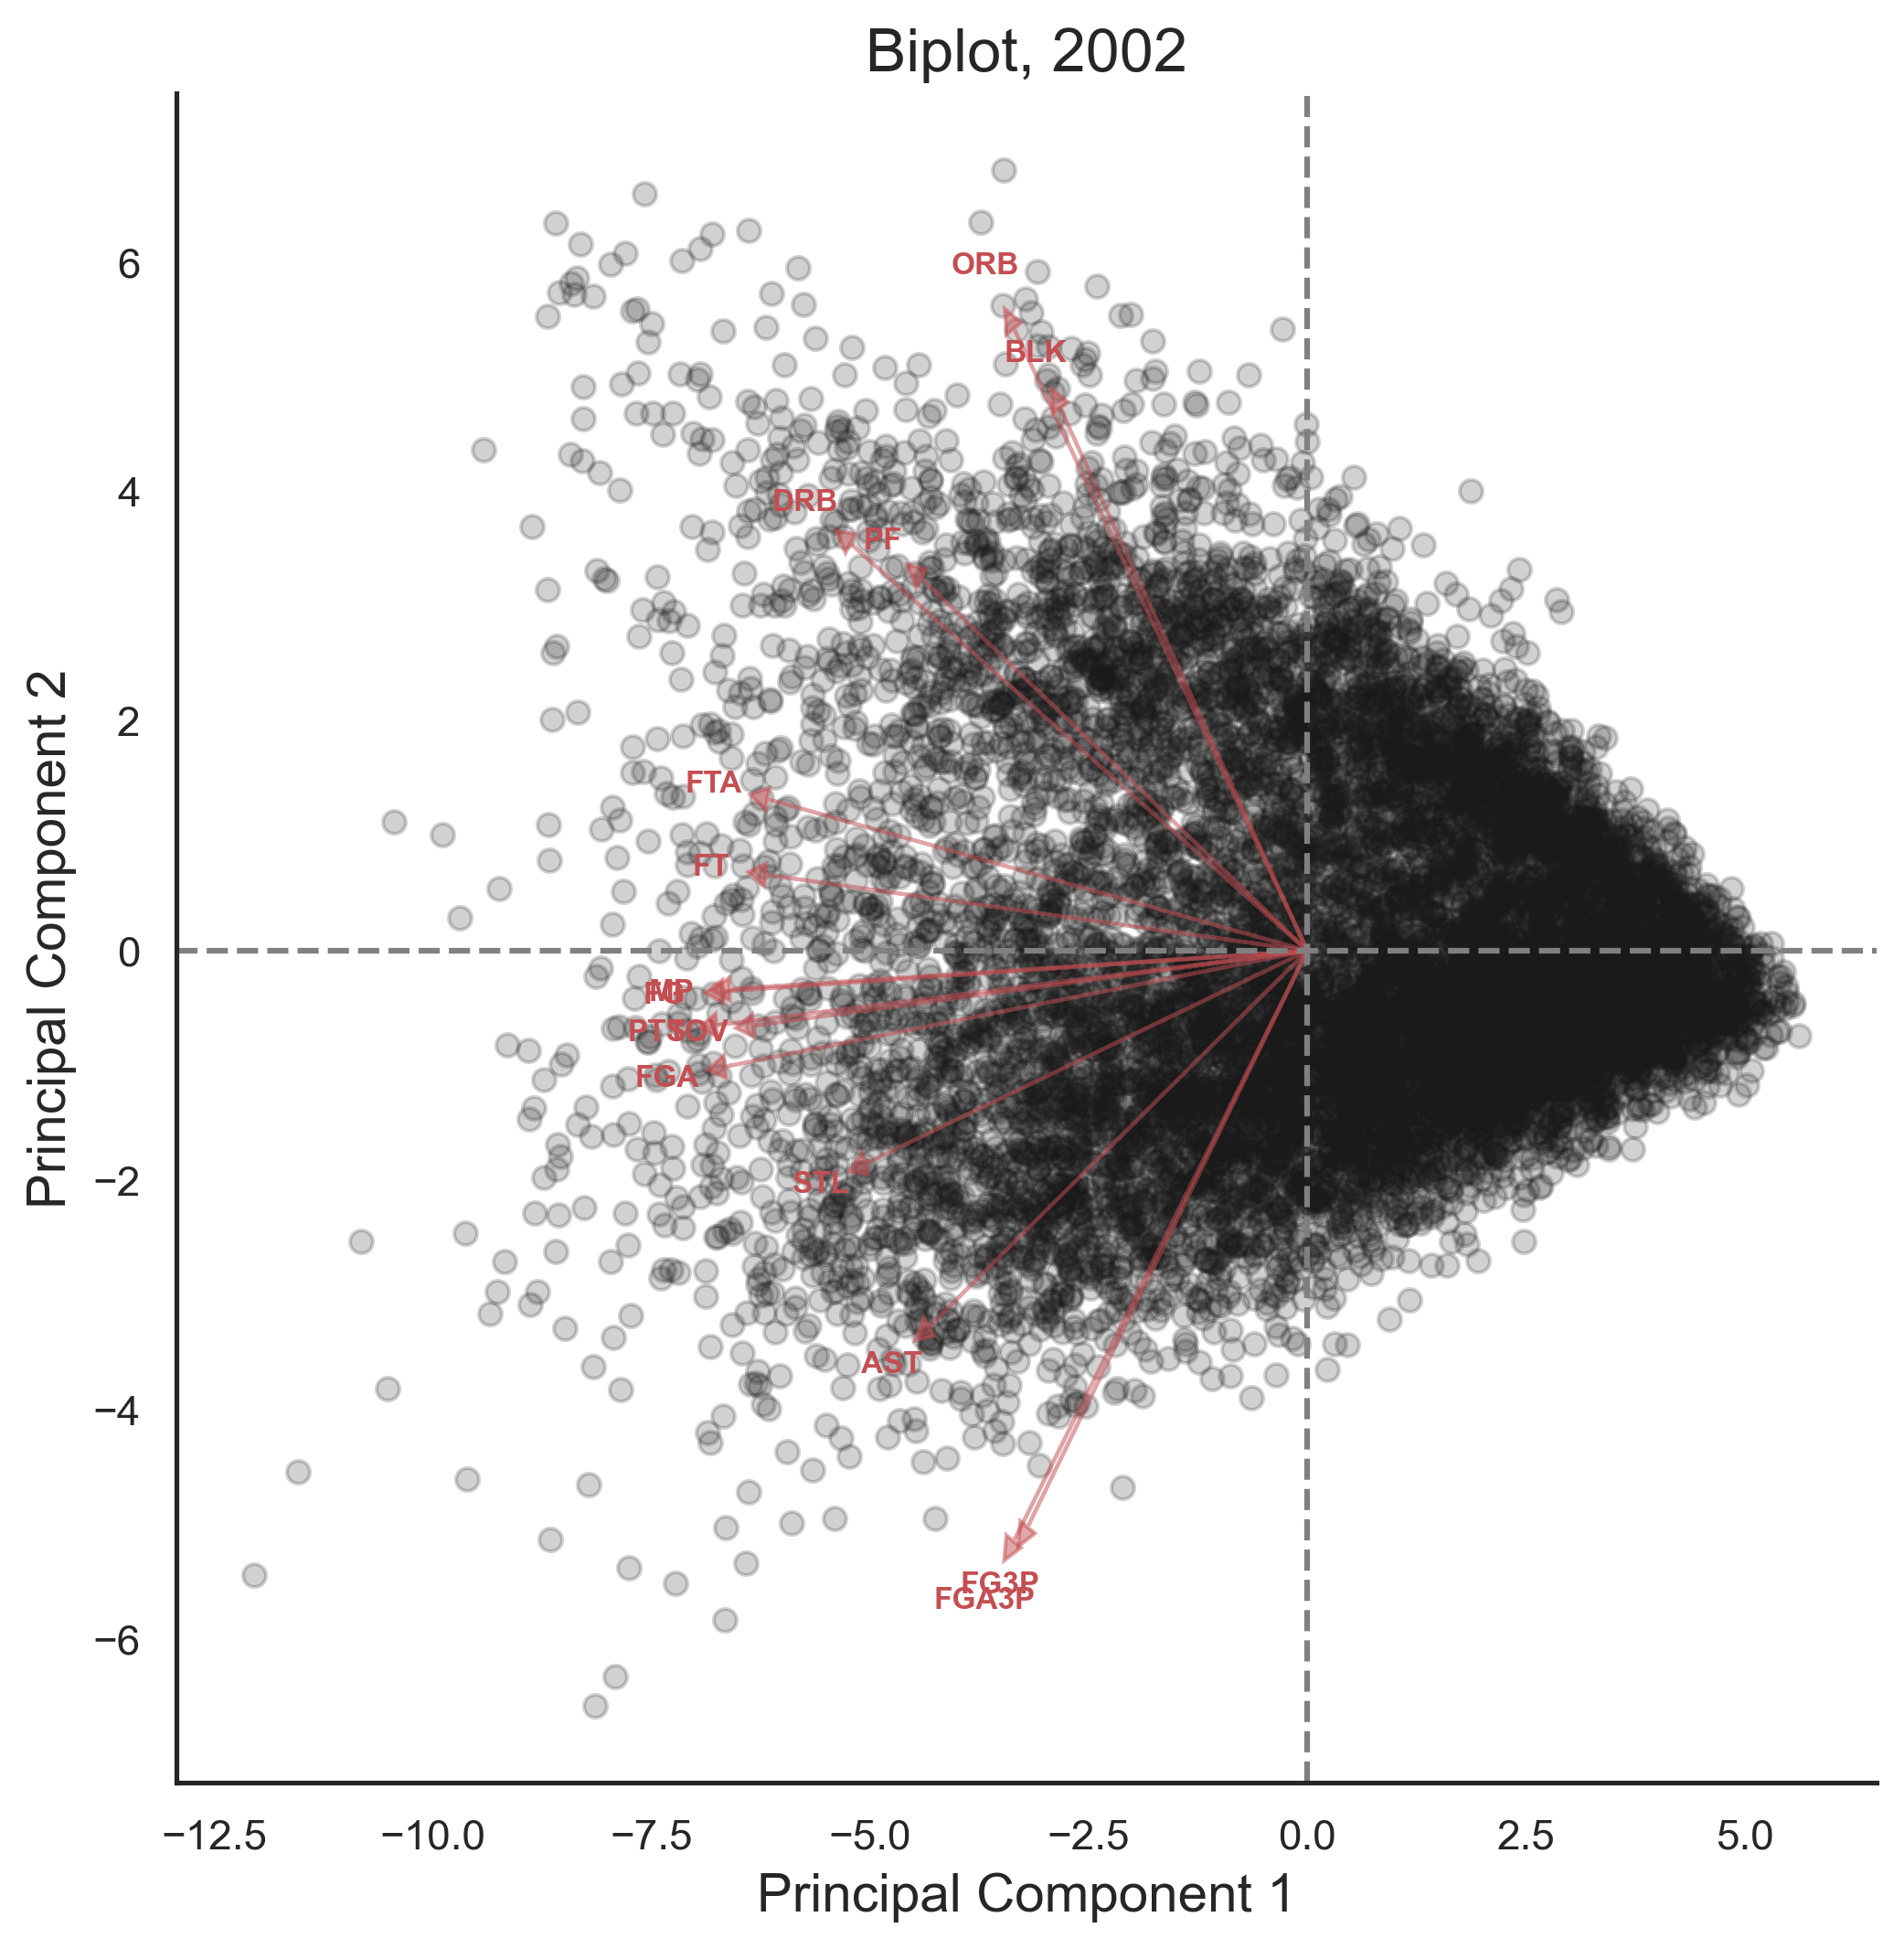 Biplot, 2002
Principal Component 2
6
4
2
0
−2
−4
−6
ORB
BLK
DRB
PF
FTA
FT
MP
FG
PTS
TOV
FGA
STL
AST
FG3P
FGA3P
−12.5 −10.0 −7.5 −5.0 −2.5 0.0 2.5 5.0
Principal Component 1